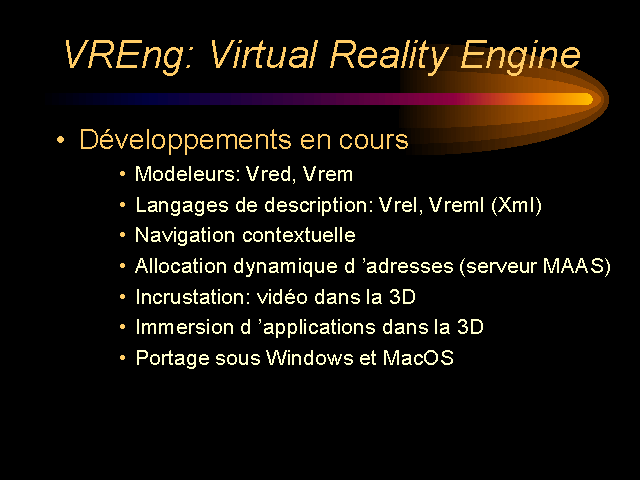 VREng: Virtual Reality Engine
• Développements en cours
• Modeleurs: Vred, Vrem
• Langages de description: Vrel, Vreml (Xml)
• Navigation contextuelle
• Allocation dynamique d ’adresses (serveur MAAS)
• Incrustation: vidéo dans la 3D
• Immersion d ’applications dans la 3D
• Portage sous Windows et MacOS